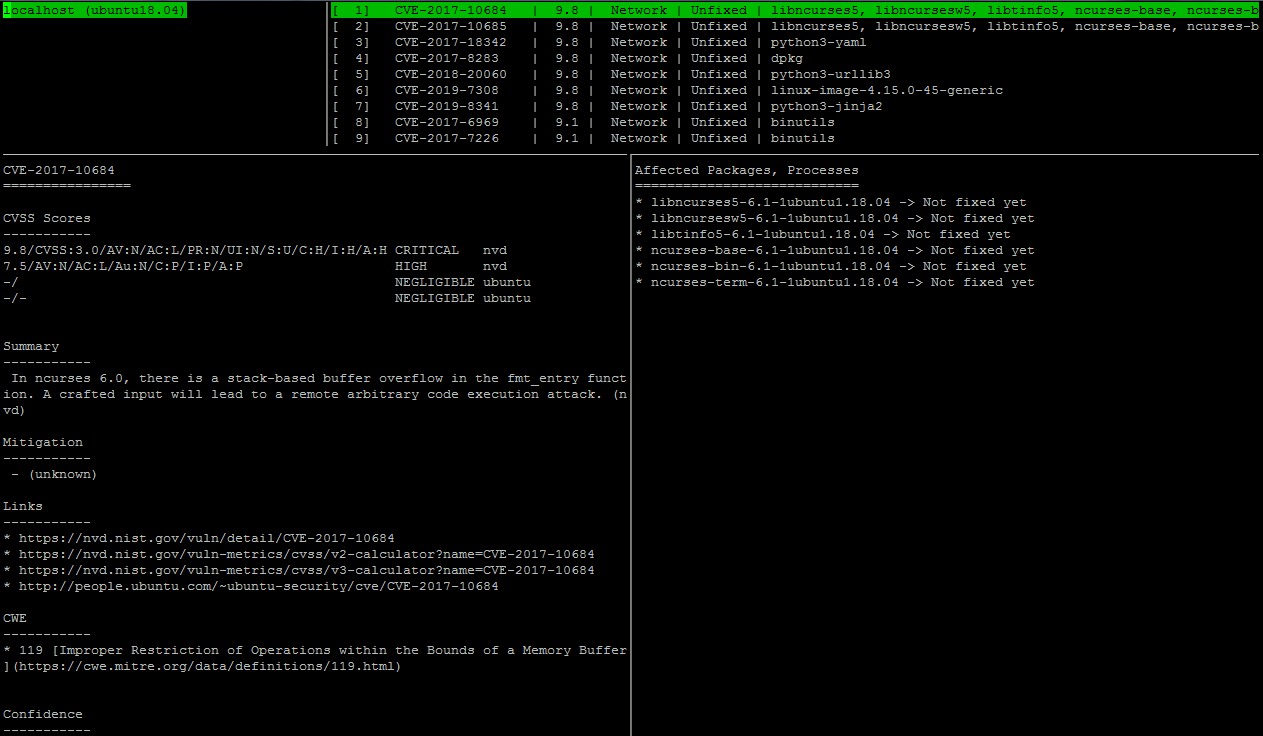 localhost (ubuntu18.04)
[  1]   CVE-2017-10684   |  9.8 |  Network | Unfixed | libncurses5, libncursesw5, libtinfo5, ncurses-base, ncurses-b
[  2]   CVE-2017-10685   |  9.8 |  Network | Unfixed | libncurses5, libncursesw5, libtinfo5, ncurses-base, ncurses-b
[  3]   CVE-2017-18342   |  9.8 |  Network | Unfixed | python3-yaml
[  4]   CVE-2017-8283    |  9.8 |  Network | Unfixed | dpkg
[  5]   CVE-2018-20060   |  9.8 |  Network | Unfixed | python3-urllib3
[  6]   CVE-2019-7308    |  9.8 |  Network | Unfixed | linux-image-4.15.0-45-generic
[  7]   CVE-2019-8341    |  9.8 |  Network | Unfixed | python3-jinja2
[  8]   CVE-2017-6969    |  9.1 |  Network | Unfixed | binutils
[  9]   CVE-2017-7226    |  9.1 |  Network | Unfixed | binutils
CVE-2017-10684
================
CVSS Scores
-----------
9.8/CVSS:3.0/AV:N/AC:L/PR:N/UI:N/S:U/C:H/I:H/A:H CRITICAL   nvd
7.5/AV:N/AC:L/Au:N/C:P/I:P/A:P                   HIGH       nvd
-/                                               NEGLIGIBLE ubuntu
-/-                                              NEGLIGIBLE ubuntu
Summary
-----------
 In ncurses 6.0, there is a stack-based buffer overflow in the fmt_entry funct
ion. A crafted input will lead to a remote arbitrary code execution attack. (n
vd)
Mitigation
-----------
 - (unknown)
Links
-----------
* https://nvd.nist.gov/vuln/detail/CVE-2017-10684
* https://nvd.nist.gov/vuln-metrics/cvss/v2-calculator?name=CVE-2017-10684
* https://nvd.nist.gov/vuln-metrics/cvss/v3-calculator?name=CVE-2017-10684
* http://people.ubuntu.com/~ubuntu-security/cve/CVE-2017-10684
CWE
-----------
* 119 [Improper Restriction of Operations within the Bounds of a Memory Buffer
](https://cwe.mitre.org/data/definitions/119.html)
Confidence
-----------
Affected Packages, Processes
============================
* libncurses5-6.1-1ubuntu1.18.04 -> Not fixed yet
* libncursesw5-6.1-1ubuntu1.18.04 -> Not fixed yet
* libtinfo5-6.1-1ubuntu1.18.04 -> Not fixed yet
* ncurses-base-6.1-1ubuntu1.18.04 -> Not fixed yet
* ncurses-bin-6.1-1ubuntu1.18.04 -> Not fixed yet
* ncurses-term-6.1-1ubuntu1.18.04 -> Not fixed yet